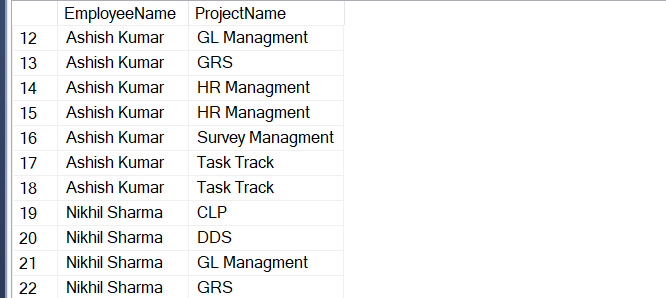 EmployeeName ProjectName
12 Ashish Kumar GL Managment
13 Ashish Kumar GRS
14 Ashish Kumar HR Managment
15 Ashish Kumar HR Managment
16 Ashish Kumar Survey Managment
17 Ashish Kumar Task Track
18 Ashish Kumar Task Track
19 Nikhil Sharma CLP
20 Nikhil Sharma DDS
21 Nikhil Sharma GL Managment
22 Nikhil Sharma GRS